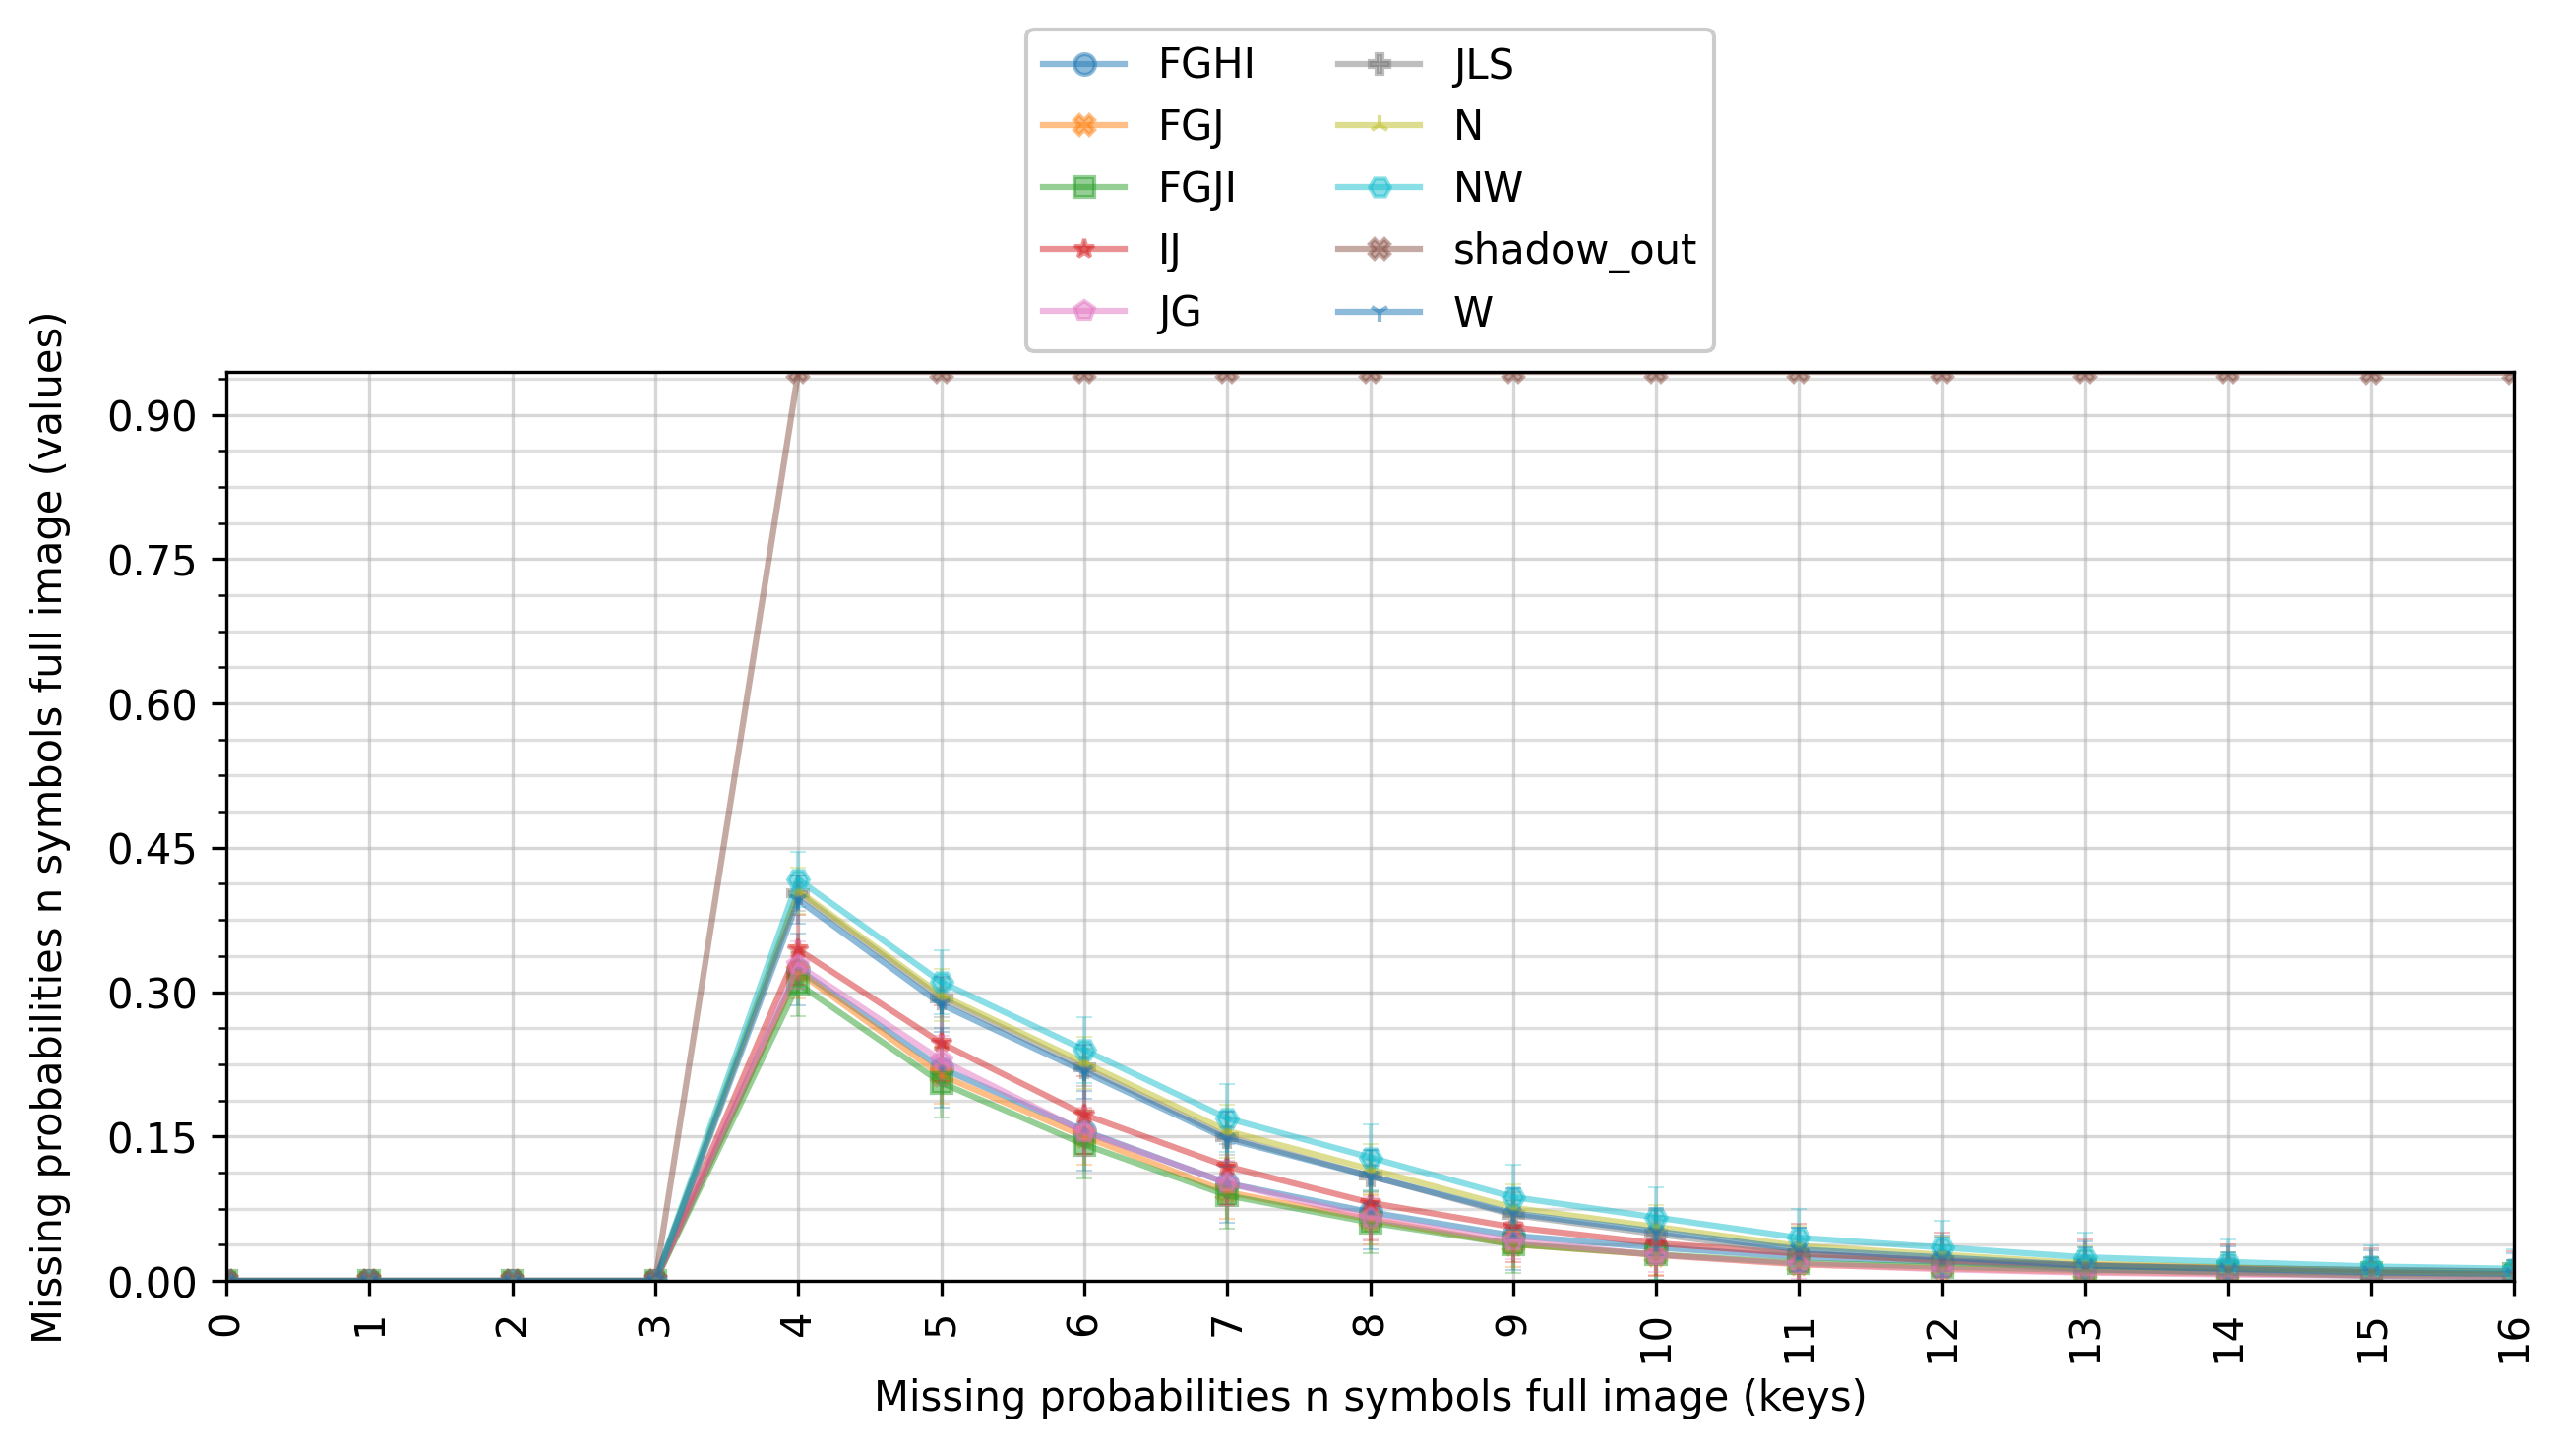 FGHI
FGJ
FGJI
IJ
JG
JLS
N
NW
shadow_out
W
Missing probabilities n symbols full image (values)
0.90
0.75
0.60
0.45
0.30
0.15
0.00
0 1 2 3 4 5 6 7 8 9 10 11 12 13 14 15 16
Missing probabilities n symbols full image (keys)